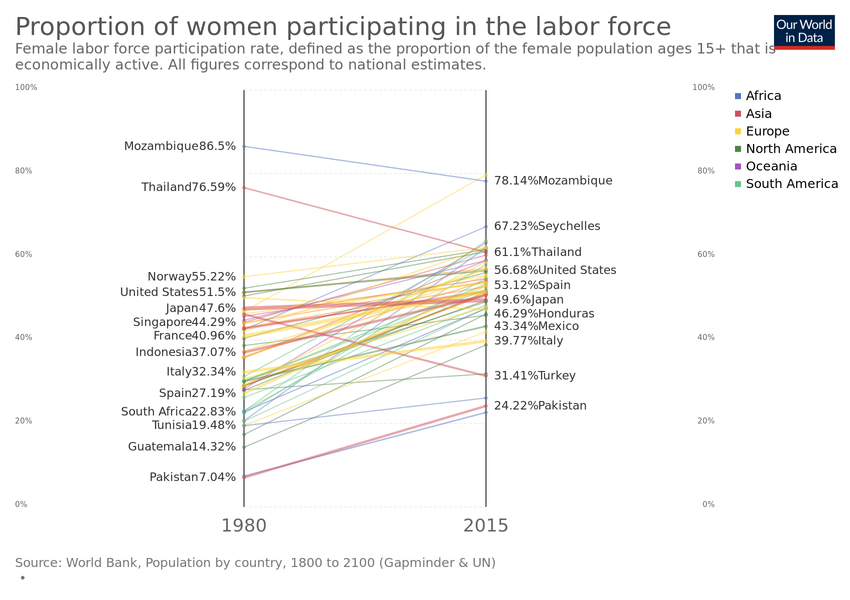 Proportion of women participating in the labor force
Our World
in Data
Female labor force participation rate, defined as the proportion of the female population ages 15+ that is
economically active. All figures correspond to national estimates.
100%
80%
60%
40%
20%
0%
Mozambique86.5%
Thailand76.59%
Norway55.22%
United States51.5%
Japan47.6%
Singapore44.29%
France40.96%
Indonesia37.07%
Italy32.34%
Spain27.19%
South Africa22.83%
Tunisia19.48%
Guatemala14.32%
Pakistan7.04%
78.14%Mozambique
67.23%Seychelles
61.1%Thailand
56.68%United States
53.12%Spain
49.6%Japan
46.29%Honduras
43.34%Mexico
39.77%Italy
31.41%Turkey
24.22%Pakistan
100%
80%
60%
40%
20%
0%
Africa
Asia
Europe
North America
Oceania
South America
1980
2015
Source: World Bank, Population by country, 1800 to 2100 (Gapminder & UN)
•